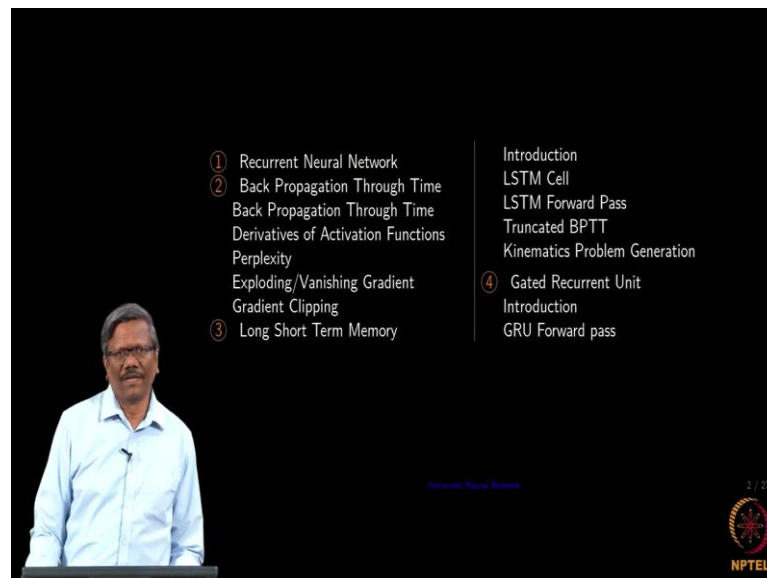 ① Recurrent Neural Network
② Back Propagation Through Time
Back Propagation Through Time
Derivatives of Activation Functions
Perplexity
Exploding/Vanishing Gradient
Gradient Clipping
③ Long Short Term Memory
Introduction
LSTM Cell
LSTM Forward Pass
Truncated BPTT
Kinematics Problem Generation
④ Gated Recurrent Unit
Introduction
GRU Forward pass
Recurrent Neural Network
2 / 27
NPTEL